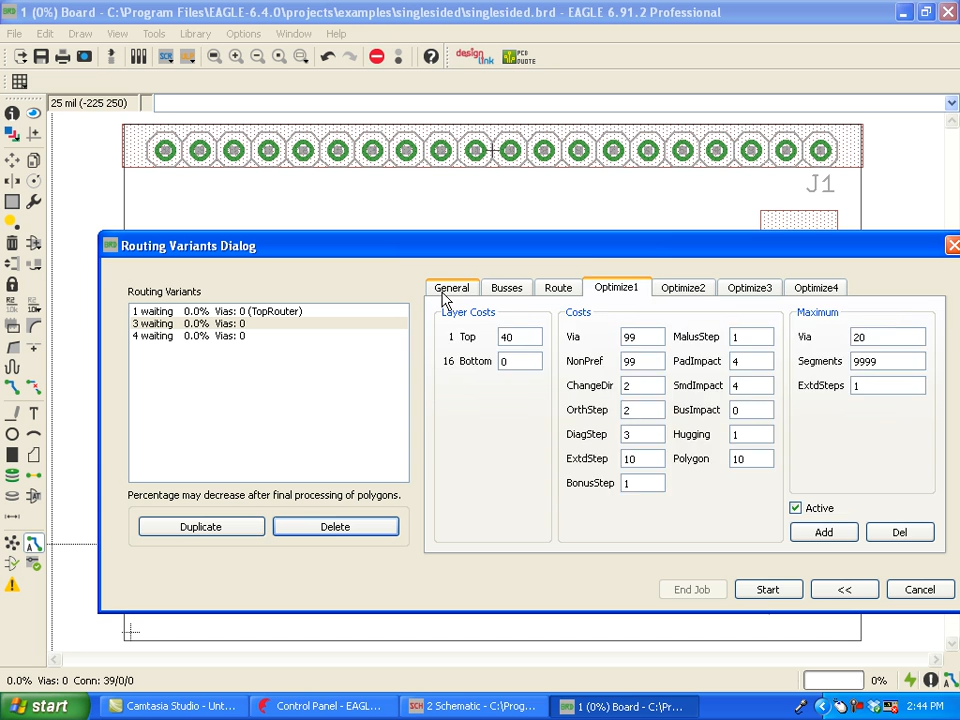 1 (0%) Board - C:\Program Files\EAGLE-6.4.0\projects\examples\singlesided\singlesided.brd - EAGLE 6.91.2 Professional
File Edit Draw View Tools Library Options Window Help
SCR
design
link
PCB
QUOTE
25 mil (-225 250)
J1
Routing Variants Dialog
Routing Variants
1 waiting 0.0% Vias: 0 (TopRouter)
3 waiting 0.0% Vias: 0
4 waiting 0.0% Vias: 0
Percentage may decrease after final processing of polygons.
Duplicate Delete
General Busses Route Optimize1 Optimize2 Optimize3 Optimize4
Layer Costs
1 Top 40
16 Bottom 0
Costs
Via 99 MalusStep 1
NonPref 99 PadImpact 4
ChangeDir 2 SmdImpact 4
OrthStep 2 BusImpact 0
DiagStep 3 Hugging 1
ExtdStep 10 Polygon 10
BonusStep 1
Maximum
Via 20
Segments 9999
ExtdSteps 1
Active
Add Del
End Job Start << Cancel
0.0% Vias: 0 Conn: 39/0/0
0%
start
Camtasia Studio - Unt...
Control Panel - EAGL...
2 Schematic - C:\Prog...
1 (0%) Board - C:\Pr...
2:44 PM